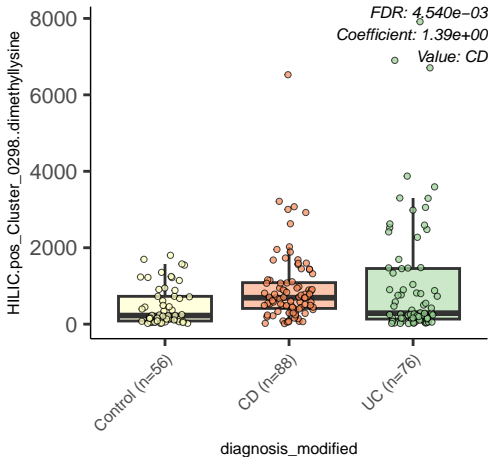 FDR: 4.540e−03
Coefficient: 1.39e+00
Value: CD
8000
6000
4000
2000
0
HILIC.pos_Cluster_0298..dimethyllysine
Control (n=56)
CD (n=88)
UC (n=76)
diagnosis_modified